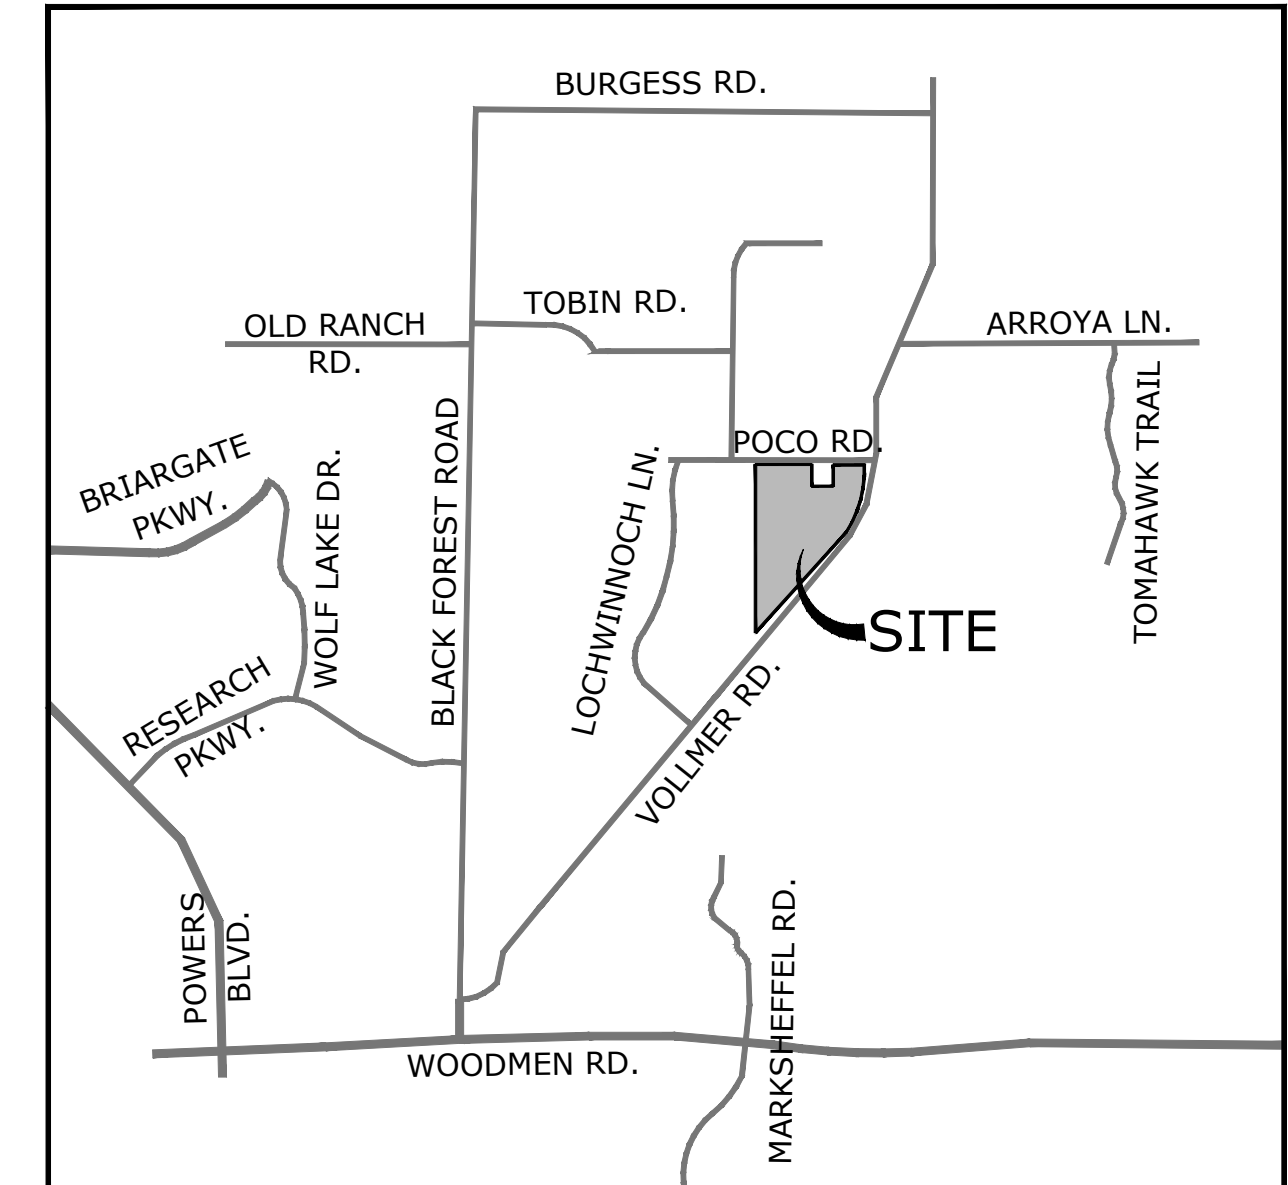 BURGESS RD.
TOBIN RD.
OLD RANCH
RD.
ARROYA LN.
POCO RD.
BRIARGATE
PKWY.
WOLF LAKE DR.
BLACK FOREST ROAD
LOCHWINNOCH LN.
TOMAHAWK TRAIL
SITE
RESEARCH
PKWY.
VOLLMER RD.
POWERS
BLVD.
MARKSHEFFEL RD.
WOODMEN RD.